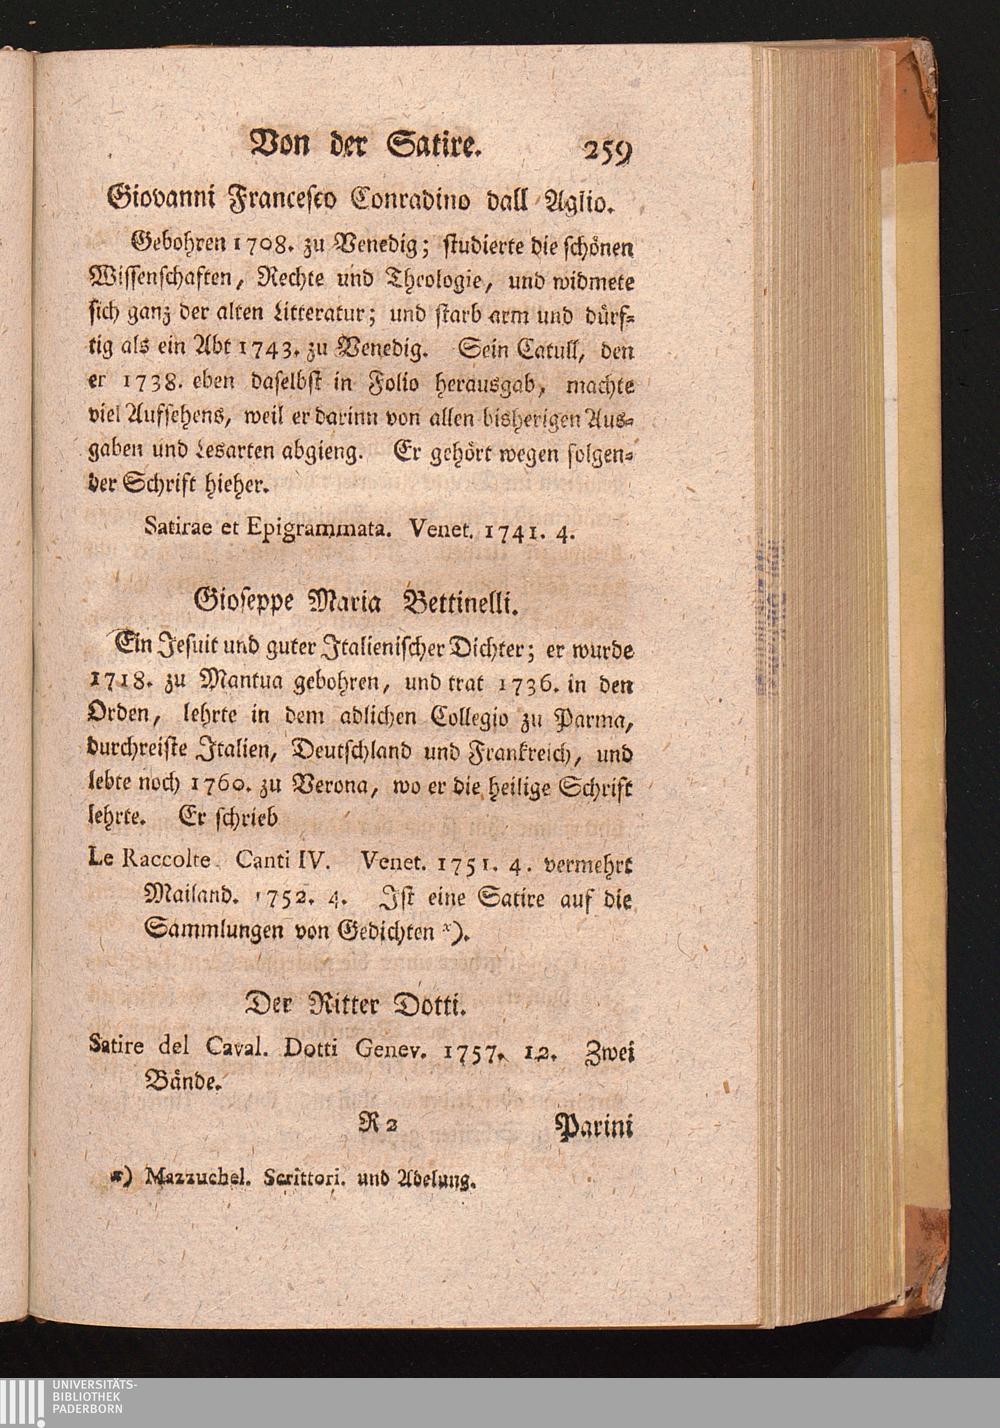 Von der Satire. 259
Giovanni Francesco Conradino dall Aglio.
Gebohren 1708. zu Venedig; studierte die schönen
Wissenschaften, Rechte und Theologie, und widmete
sich ganz der alten Litteratur; und starb arm und dürf-
tig als ein Abt 1743. zu Venedig. Sein Catull, den
er 1738. eben daselbst in Folio herausgab, machte
viel Aufsehens, weil er darinn von allen bisherigen Aus-
gaben und Lesarten abgieng. Er gehört wegen folgen-
der Schrift hieher.
Satirae et Epigrammata. Venet. 1741. 4.
Gioseppe Maria Bettinelli.
Ein Jesuit und guter Italienischer Dichter; er wurde
1718. zu Mantua gebohren, und trat 1736. in den
Orden, lehrte in dem adlichen Collegio zu Parma,
durchreiste Italien, Deutschland und Frankreich, und
lebte noch 1760. zu Verona, wo er die heilige Schrift
lehrte. Er schrieb
Le Raccolte. Canti IV. Venet. 1751. 4. vermehrt
Mailand. 1752. 4. Ist eine Satire auf die
Sammlungen von Gedichten x).
Der Ritter Dotti.
Satire del Caval. Dotti Genev. 1757. 12. Zwei
Bände.
R 2 Parini
x) Mazzuchel. Scrittori. und Adelung.
UNIVERSITÄTS-
BIBLIOTHEK
PADERBORN